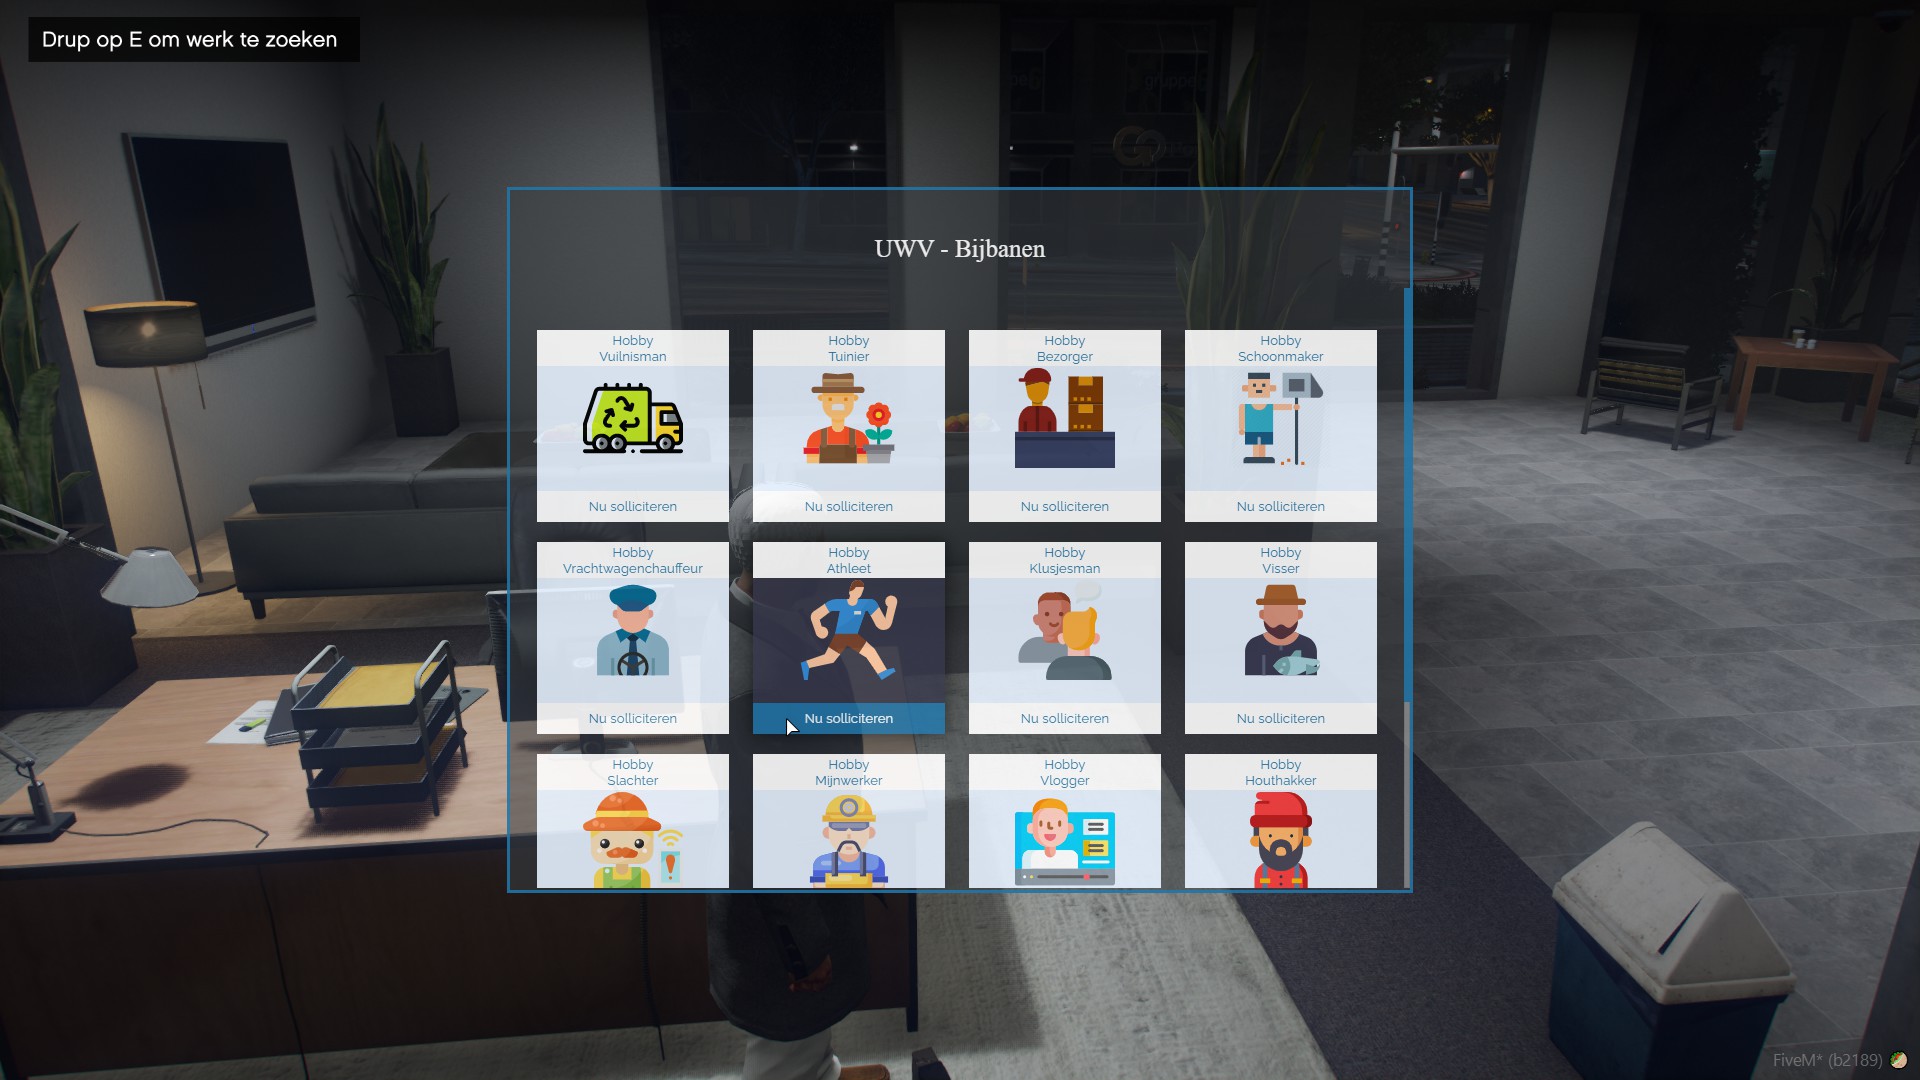 Drup op E om werk te zoeken
UWV - Bijbanen
Hobby
Vuilnisman
Nu solliciteren
Hobby
Tuinier
Nu solliciteren
Hobby
Bezorger
Nu solliciteren
Hobby
Schoonmaker
Nu solliciteren
Hobby
Vrachtwagenchauffeur
Nu solliciteren
Hobby
Athleet
Nu solliciteren
Hobby
Klusjesman
Nu solliciteren
Hobby
Visser
Nu solliciteren
Hobby
Slachter
Hobby
Mijnwerker
Hobby
Vlogger
Hobby
Houthakker
FiveM* (b2189)